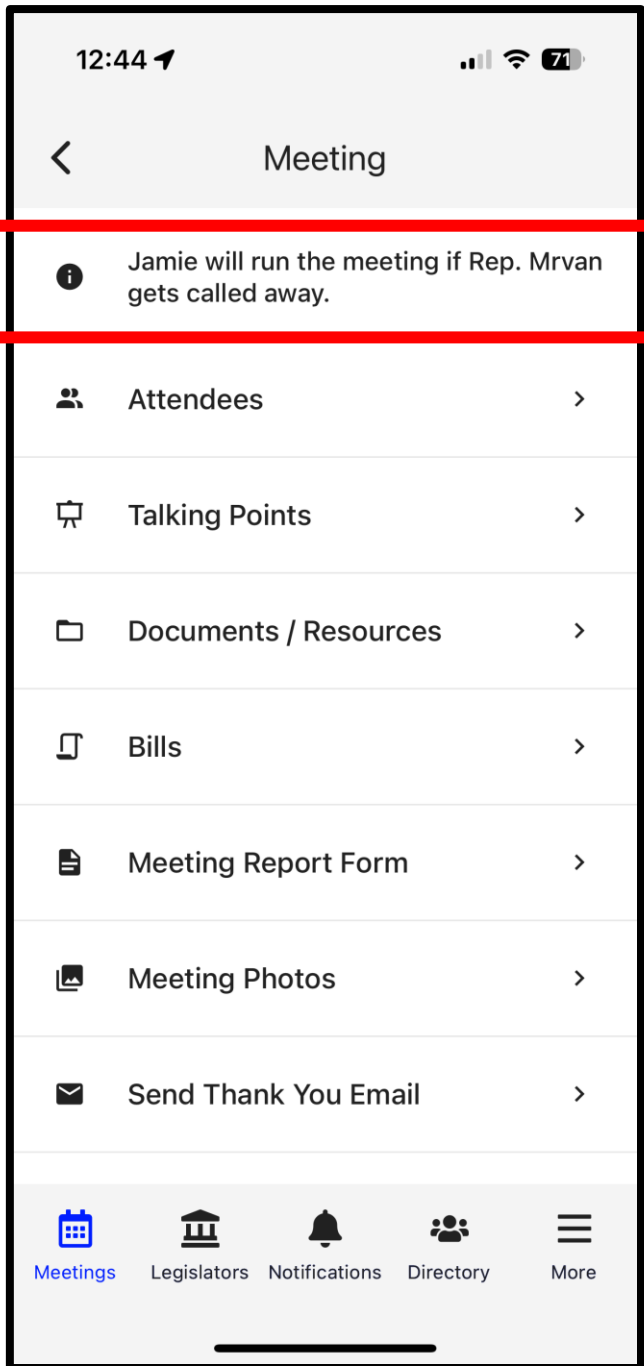 12:44
71
Meeting
Jamie will run the meeting if Rep. Mrvan
gets called away.
Attendees
Talking Points
Documents / Resources
Bills
Meeting Report Form
Meeting Photos
Send Thank You Email
Meetings Legislators Notifications Directory More